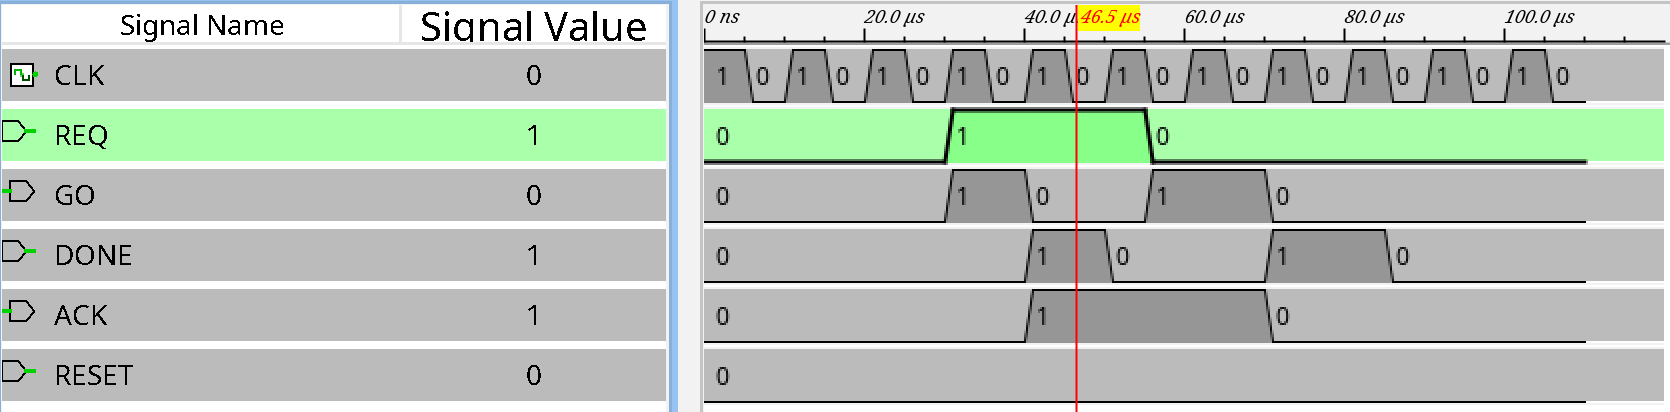 Signal Name Signal Value 0 ns 20.0 µs 40.0 µ 46.5 µs 60.0 µs 80.0 µs 100.0 µs
CLK 0 1 0 1 0 1 0 1 0 1 0 1 0 1 0 1 0 1 0 1 0 1 0
REQ 1 0 1 0
GO 0 0 1 0 1 0
DONE 1 0 1 0 1 0
ACK 1 0 1 0
RESET 0 0